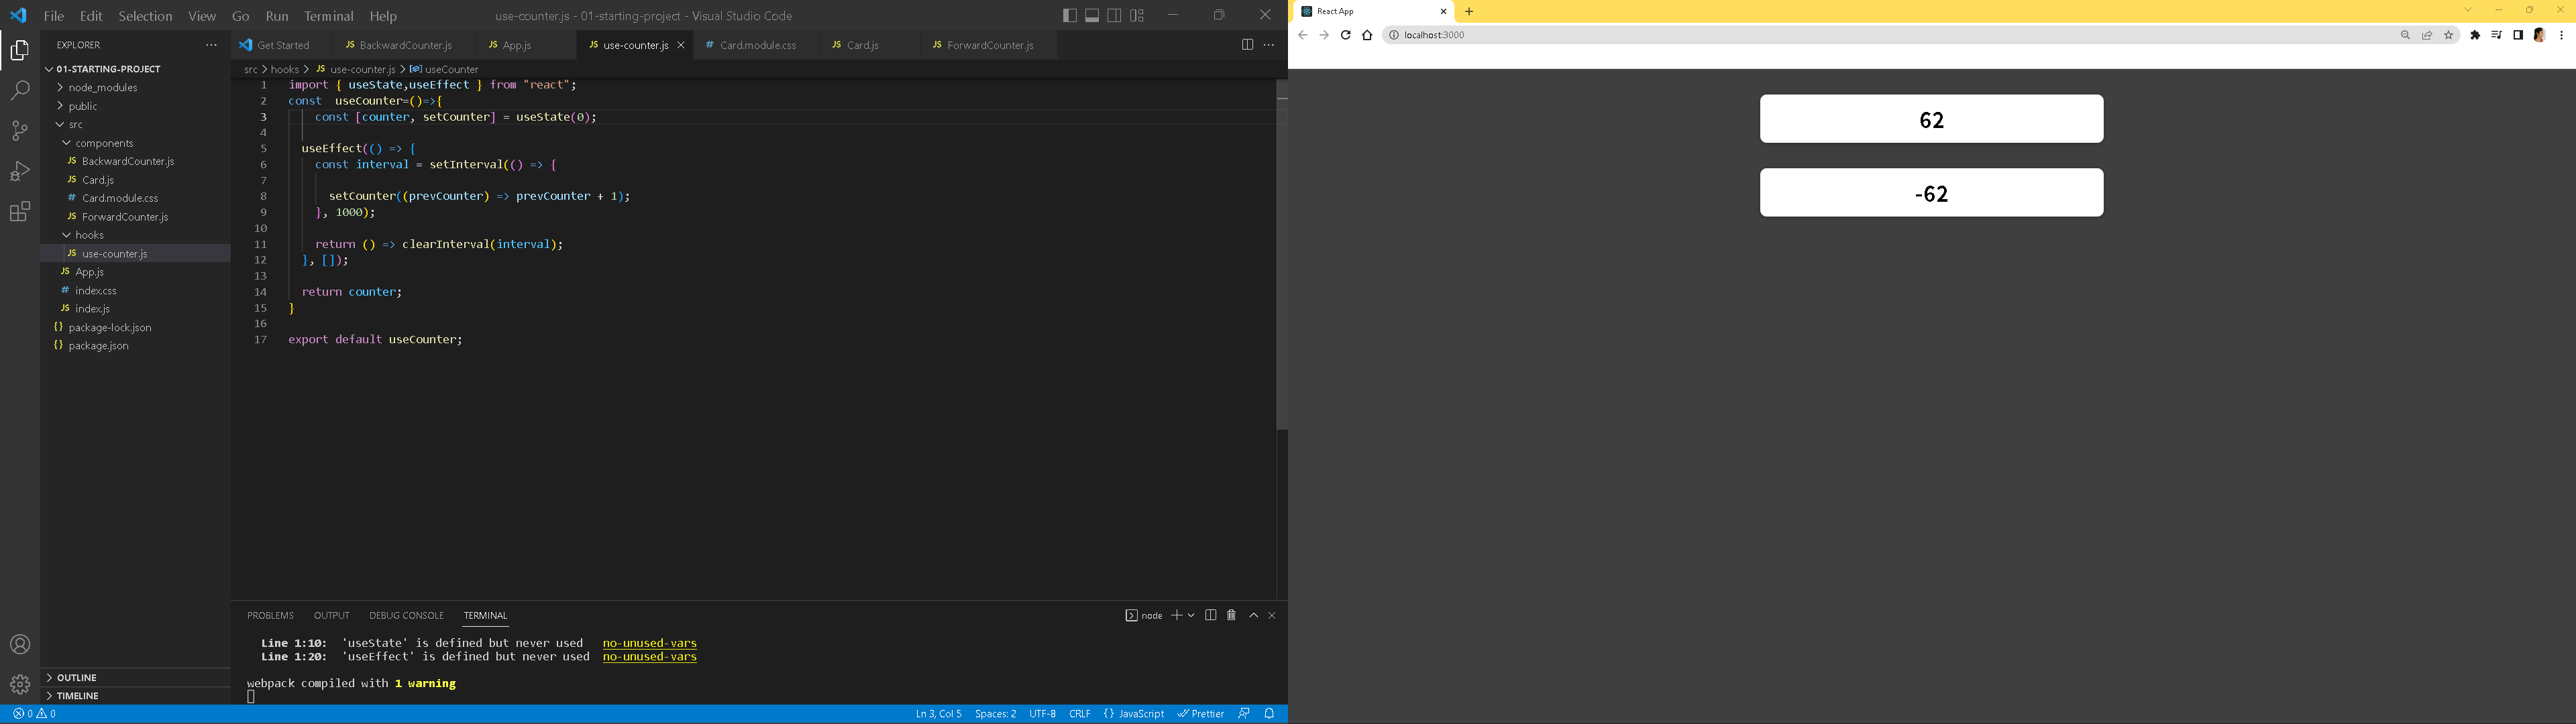 File Edit Selection View Go Run Terminal Help
use-counter.js - 01-starting-project - Visual Studio Code
EXPLORER
01-STARTING-PROJECT
node_modules
public
src
components
BackwardCounter.js
Card.js
Card.module.css
ForwardCounter.js
hooks
use-counter.js
App.js
index.css
index.js
package-lock.json
package.json
OUTLINE
TIMELINE
Get Started BackwardCounter.js App.js use-counter.js Card.module.css Card.js ForwardCounter.js
src > hooks > JS use-counter.js > useCounter
1 import { useState,useEffect } from "react";
2 const  useCounter=()=>{
3 const [counter, setCounter] = useState(0);
4
5 useEffect(() => {
6 const interval = setInterval(() => {
7
8 setCounter((prevCounter) => prevCounter + 1);
9 }, 1000);
10
11 return () => clearInterval(interval);
12 }, []);
13
14 return counter;
15 }
16
17 export default useCounter;
PROBLEMS OUTPUT DEBUG CONSOLE TERMINAL
node
Line 1:10:  'useState' is defined but never used   no-unused-vars
Line 1:20:  'useEffect' is defined but never used  no-unused-vars
webpack compiled with 1 warning
0 0
Ln 3, Col 5 Spaces: 2 UTF-8 CRLF {} JavaScript Prettier
React App
localhost:3000
62
-62